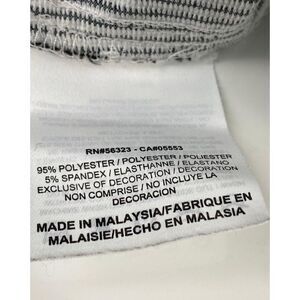 RN#56323 - CA#05553
95% POLYESTER / POLYESTER / POLIESTER
5% SPANDEX / ELASTHANNE / ELASTANO
EXCLUSIVE OF DECORATION / DECORATION
NON COMPRISE / NO INCLUYE LA
DECORACION
MADE IN MALAYSIA/FABRIQUE EN
MALAISIE/HECHO EN MALASIA